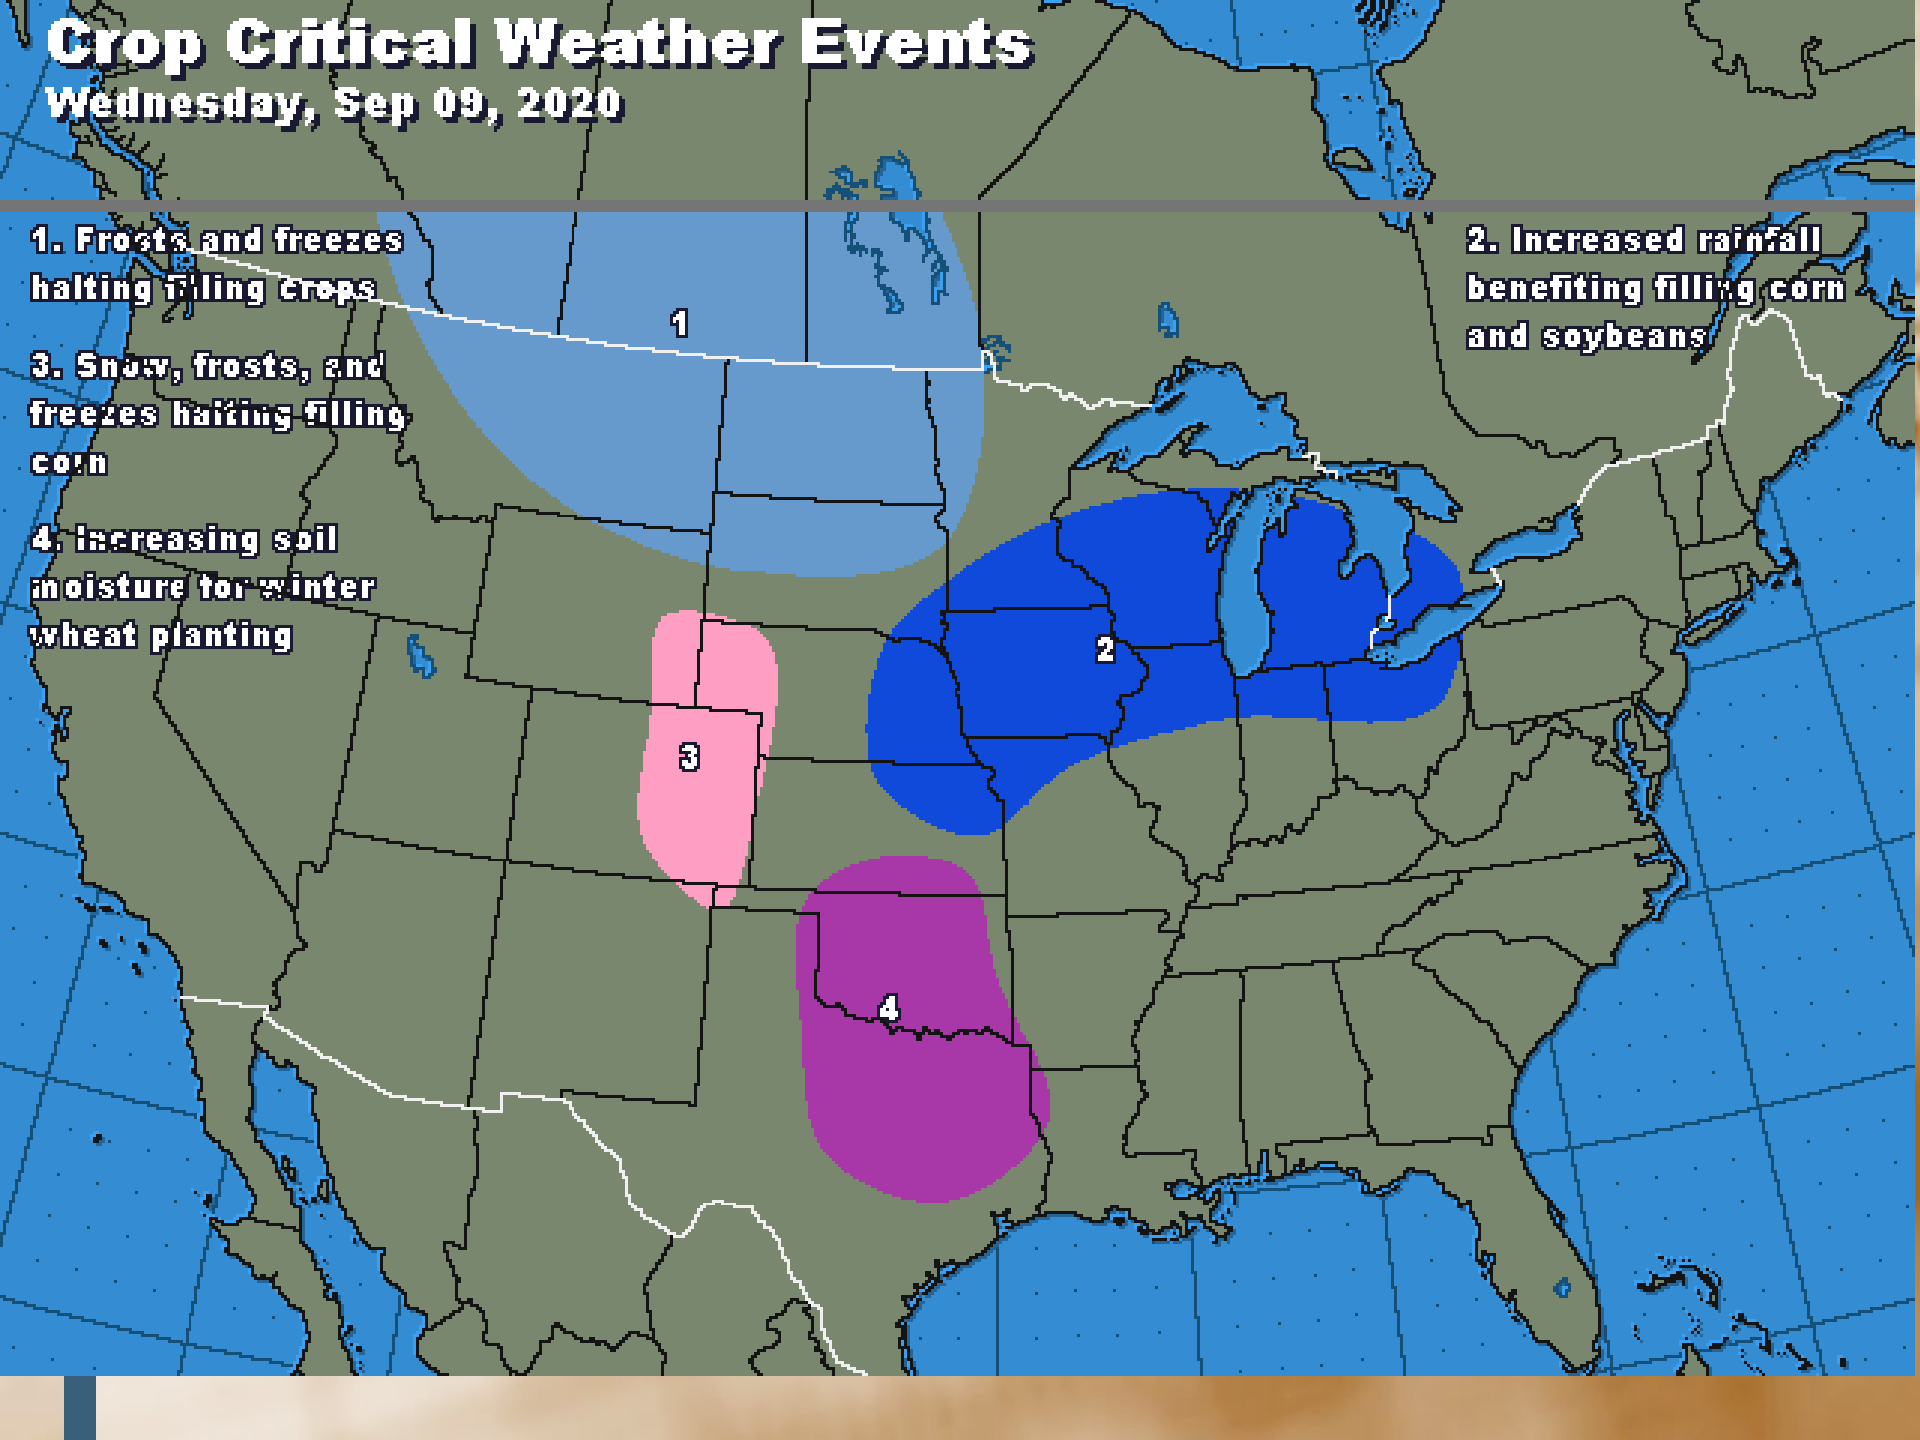 Crop Critical Weather Events
Wednesday, Sep 09, 2020
1. Frosts and freezes
halting filling crops
2. Increased rainfall
benefiting filling corn
and soybeans
3. Snow, frosts, and
freezes halting filling
corn
4. Increasing soil
moisture for winter
wheat planting
1
2
3
4